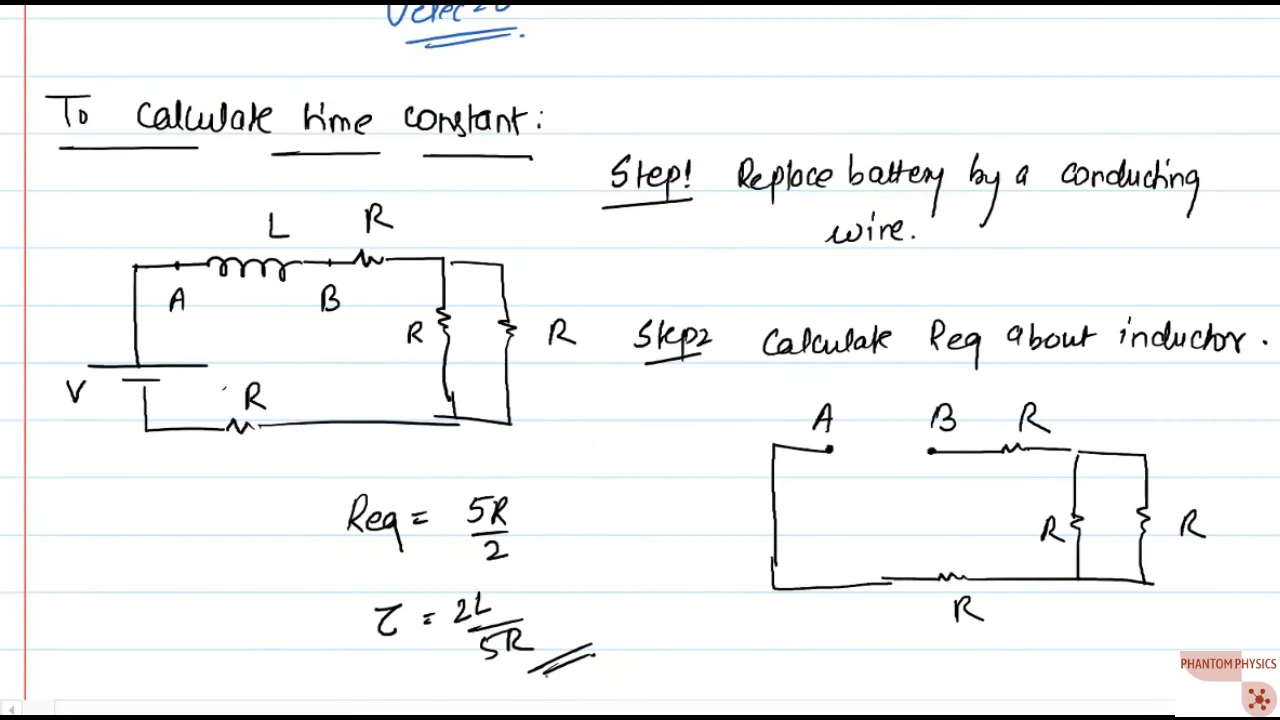 To calculate time constant:
Step1 Replace battery by a conducting
wire.
L R
A B
R R
V
R
Step2 Calculate Req about inductor.
A B R
R R
R
Req = 5R
2
τ = 2L
5R
PHANTOM PHYSICS